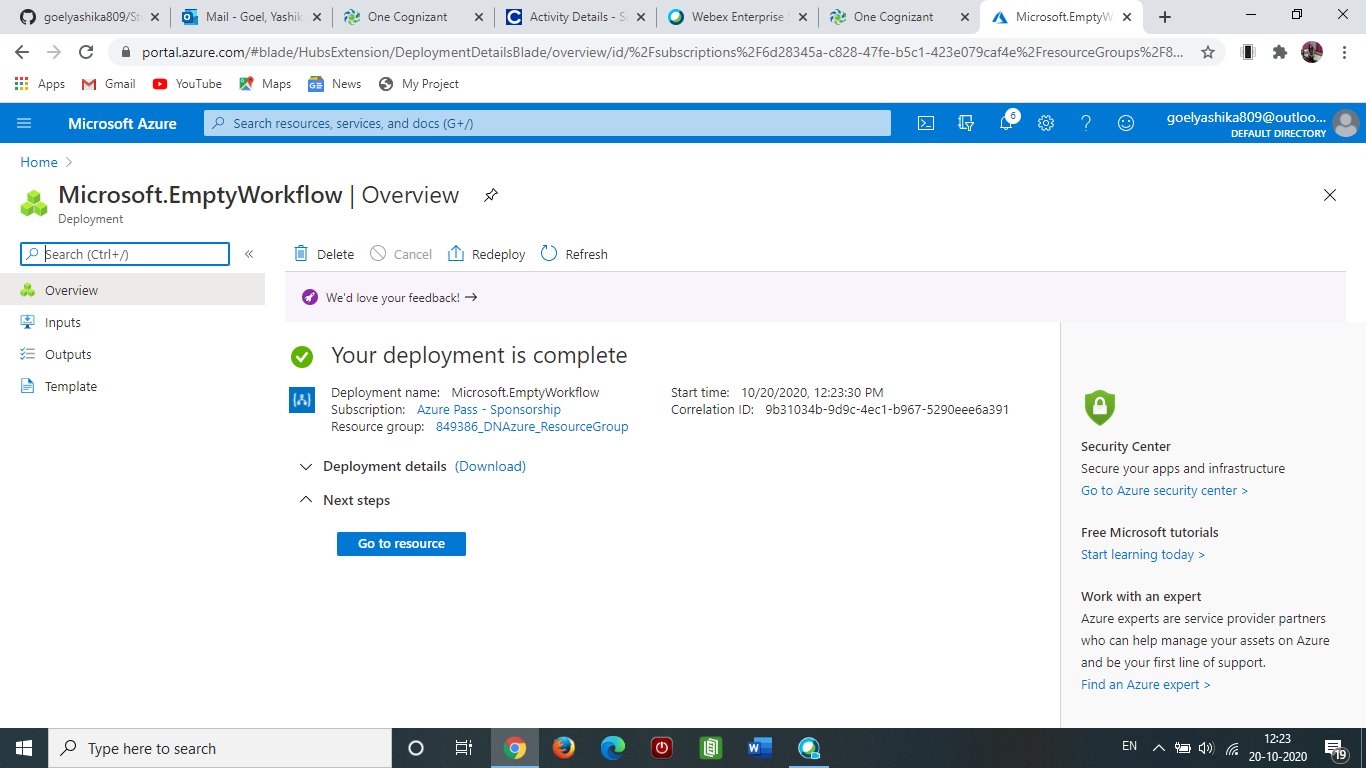 goelyashika809/St
Mail - Goel, Yashik
One Cognizant
Activity Details - S
Webex Enterprise S
One Cognizant
Microsoft.EmptyW
portal.azure.com/#blade/HubsExtension/DeploymentDetailsBlade/overview/id/%2Fsubscriptions%2F6d28345a-c828-47fe-b5c1-423e079caf4e%2FresourceGroups%2F8...
Apps
Gmail
YouTube
Maps
News
My Project
Microsoft Azure
Search resources, services, and docs (G+/)
6
goelyashika809@outloo...
DEFAULT DIRECTORY
Home
Microsoft.EmptyWorkflow | Overview
Deployment
Search (Ctrl+/)
«
Delete
Cancel
Redeploy
Refresh
Overview
Inputs
Outputs
Template
We'd love your feedback! →
Your deployment is complete
Deployment name: Microsoft.EmptyWorkflow
Subscription: Azure Pass - Sponsorship
Resource group: 849386_DNAzure_ResourceGroup
Start time: 10/20/2020, 12:23:30 PM
Correlation ID: 9b31034b-9d9c-4ec1-b967-5290eee6a391
Deployment details (Download)
Next steps
Go to resource
Security Center
Secure your apps and infrastructure
Go to Azure security center >
Free Microsoft tutorials
Start learning today >
Work with an expert
Azure experts are service provider partners
who can help manage your assets on Azure
and be your first line of support.
Find an Azure expert >
Type here to search
EN
12:23
20-10-2020
19